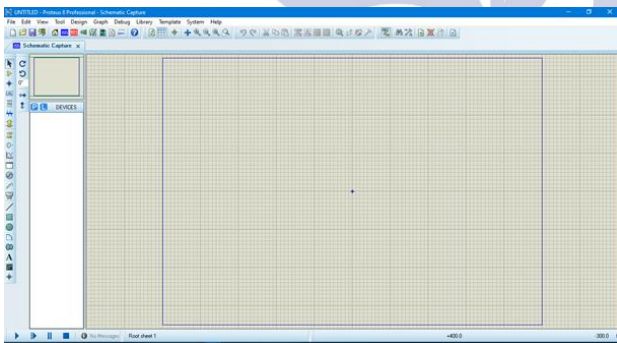 UNTITLED - Proteus 8 Professional - Schematic Capture
File Edit View Tool Design Graph Debug Library Template System Help
Schematic Capture x
0°
P L DEVICES
A
No Messages Root sheet 1 +400.0 -300.0